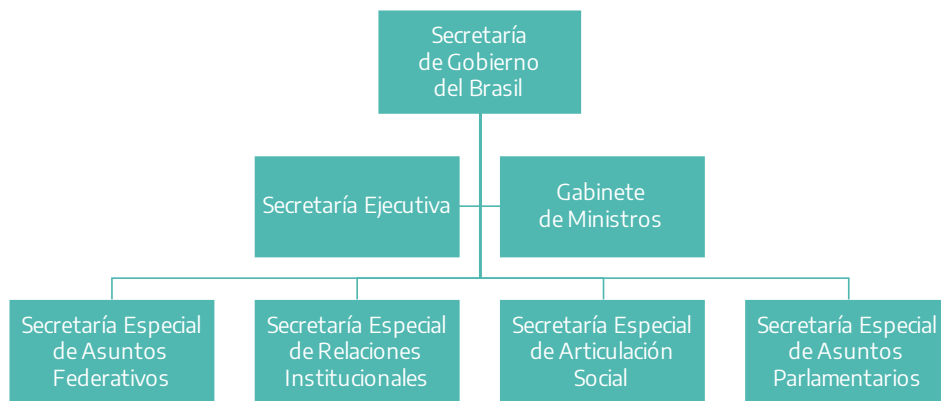 Secretaría
de Gobierno
del Brasil
Secretaría Ejecutiva
Gabinete
de Ministros
Secretaría Especial
de Asuntos
Federativos
Secretaría Especial
de Relaciones
Institucionales
Secretaría Especial
de Articulación
Social
Secretaría Especial
de Asuntos
Parlamentarios